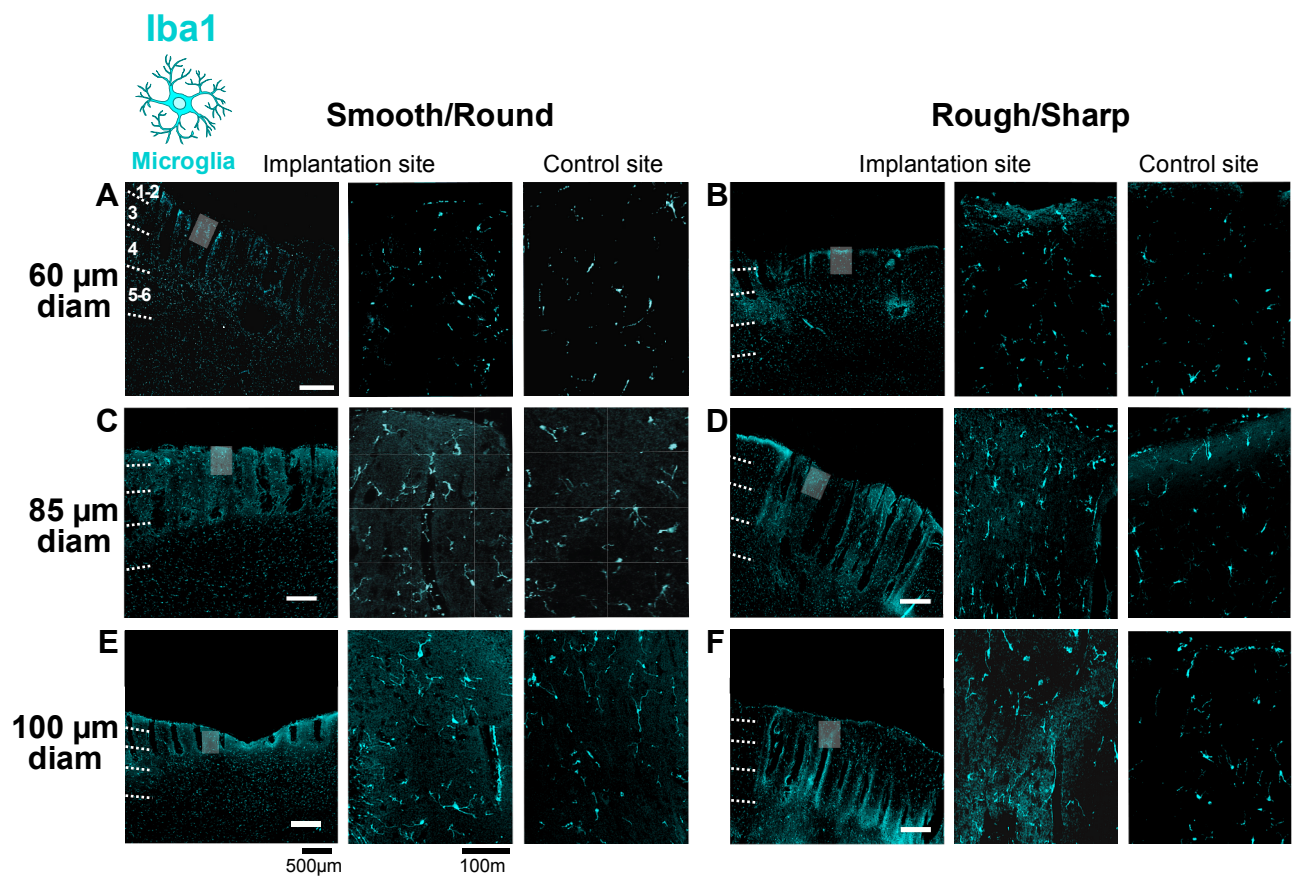 Iba1
Microglia
Smooth/Round
Rough/Sharp
Implantation site
Control site
Implantation site
Control site
A
1-2
3
4
5-6
B
60 µm
diam
C
D
85 µm
diam
E
F
100 µm
diam
500µm
100m